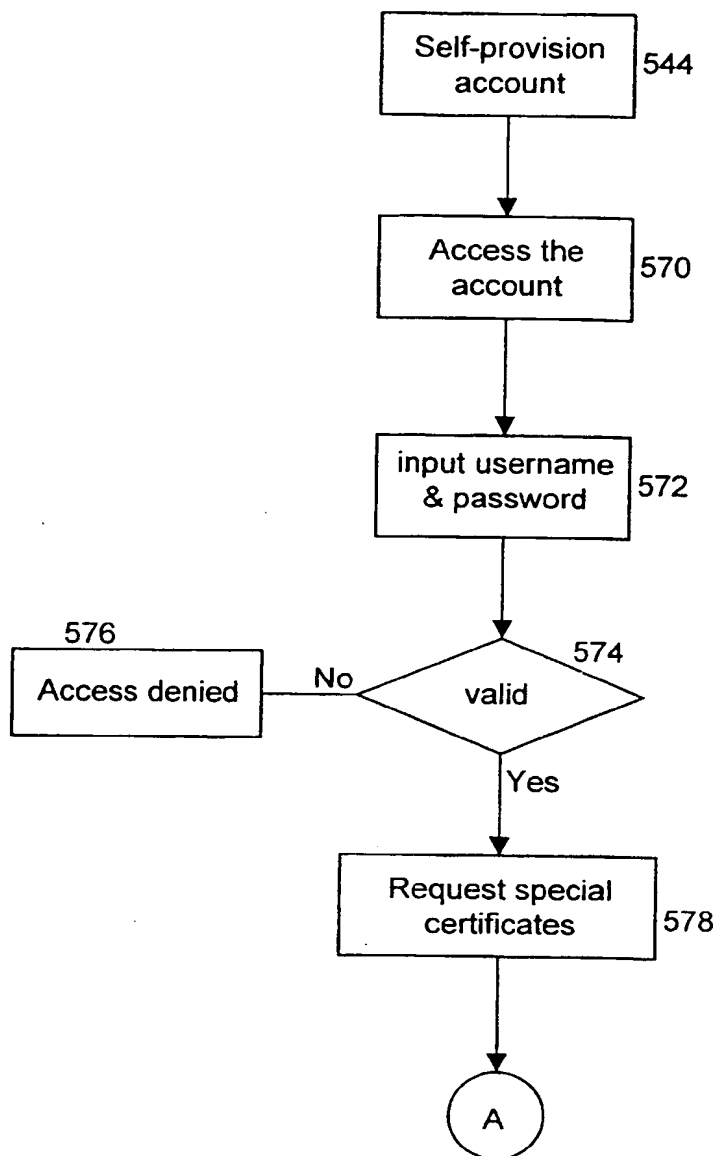 Self-provision
account
544
Access the
account
570
input username
& password
572
576
574
Access denied
No
valid
Yes
Request special
certificates
578
A